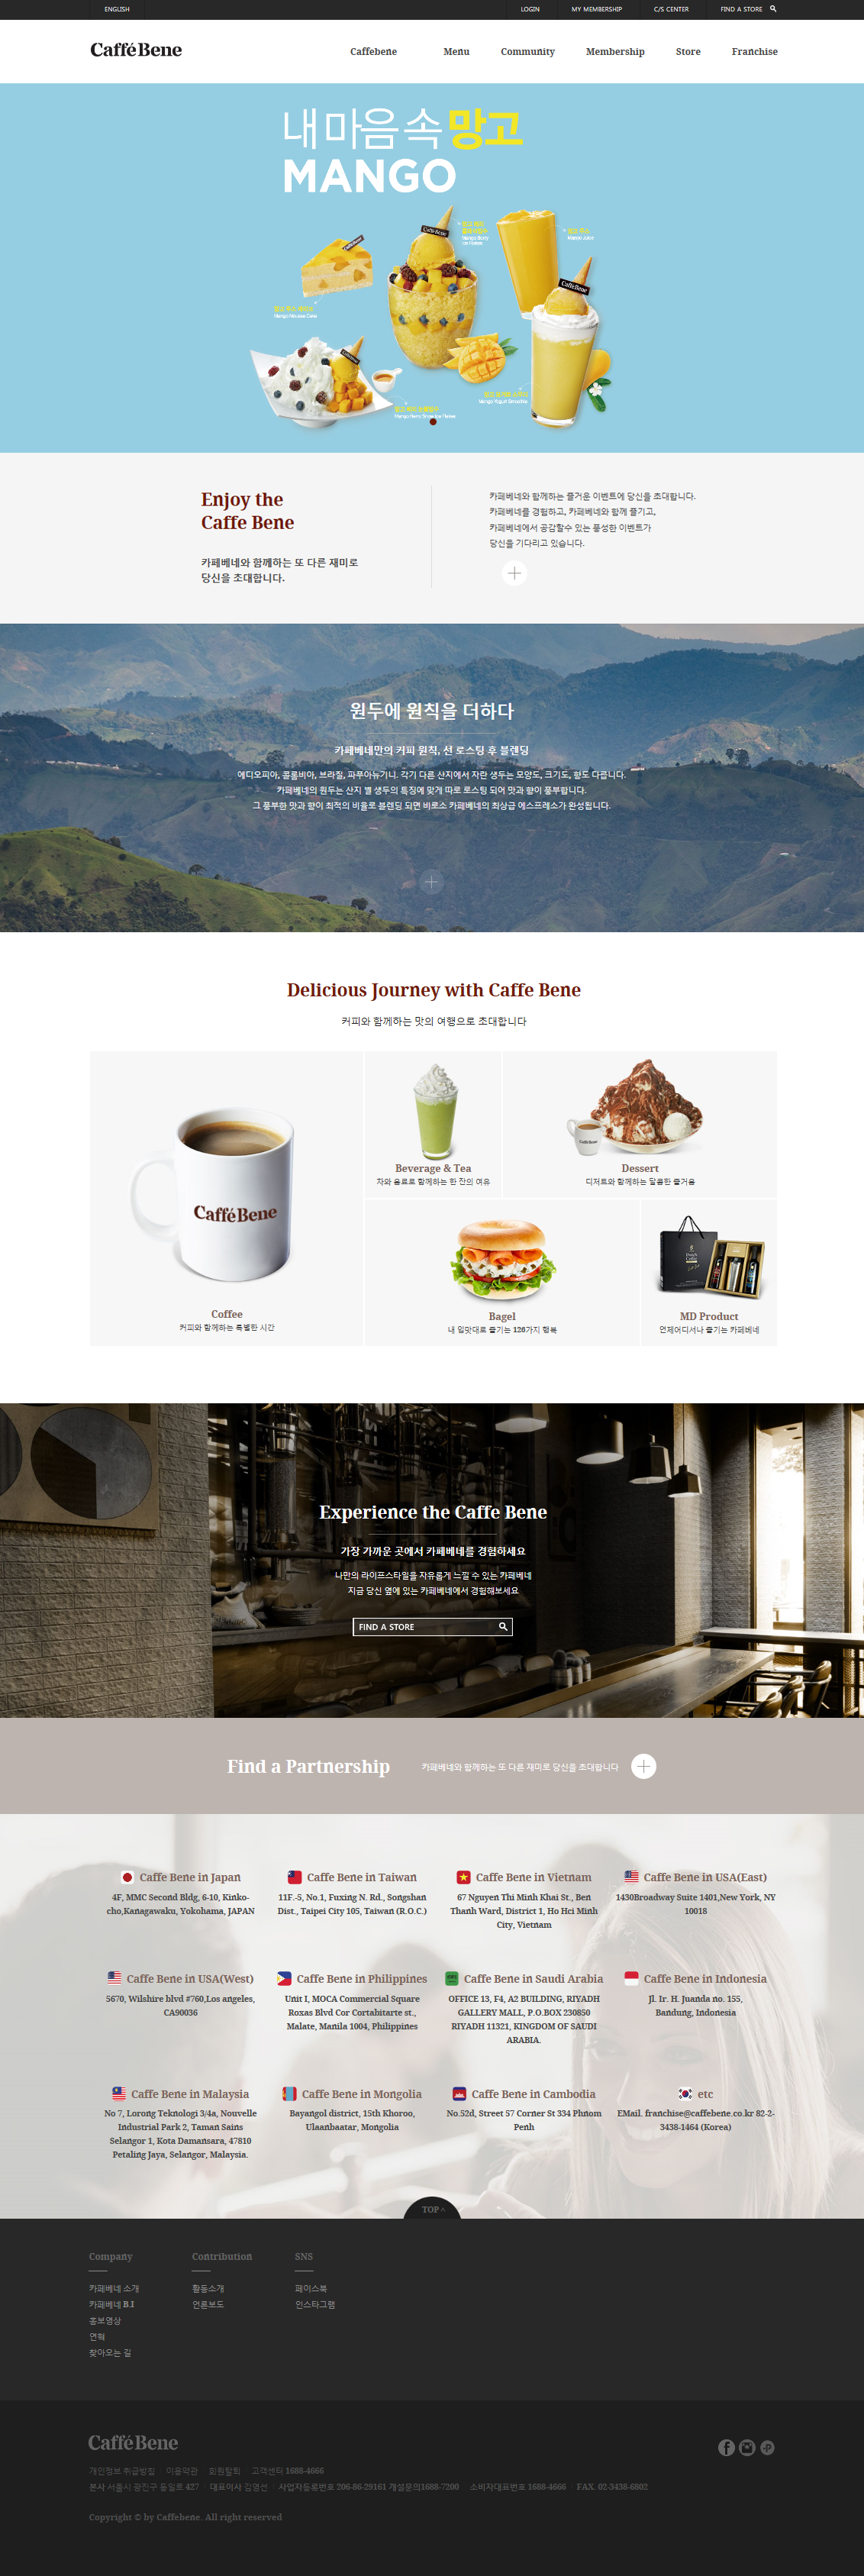 ENGLISH
LOGIN
MY MEMBERSHIP
C/S CENTER
FIND A STORE
Caffé Bene
Caffebene
Menu
Community
Membership
Store
Franchise
내 마음 속 망고
MANGO
Caffé Bene
망고 주스
Mango Juice
Mango Mousse Cake
Mango Yogurt Smoothie
Enjoy the
Caffe Bene
카페베네와 함께하는 또 다른 재미로
당신을 초대합니다.
카페베네와 함께하는 즐거운 이벤트에 당신을 초대합니다.
카페베네를 경험하고, 카페베네와 함께 즐기고,
카페베네에서 공감할수 있는 풍성한 이벤트가
당신을 기다리고 있습니다.
원두에 원칙을 더하다
카페베네만의 커피 원칙, 선 로스팅 후 블렌딩
에디오피아, 콜롬비아, 브라질, 파푸아뉴기니. 각기 다른 산지에서 자란 생두는 모양도, 크기도, 향도 다릅니다.
카페베네의 원두는 산지 별 생두의 특징에 맞게 따로 로스팅 되어 맛과 향이 풍부합니다.
그 풍부한 맛과 향이 최적의 비율로 블렌딩 되면 비로소 카페베네의 최상급 에스프레소가 완성됩니다.
Delicious Journey with Caffe Bene
커피와 함께하는 맛의 여행으로 초대합니다
Caffé Bene
Coffee
커피와 함께하는 특별한 시간
Beverage & Tea
차와 음료로 함께하는 한 잔의 여유
Caffé Bene
Dessert
디저트와 함께하는 달콤한 즐거움
Bagel
내 입맛대로 즐기는 126가지 행복
MD Product
언제어디서나 즐기는 카페베네
Experience the Caffe Bene
가장 가까운 곳에서 카페베네를 경험하세요
나만의 라이프스타일을 자유롭게 느낄 수 있는 카페베네
지금 당신 옆에 있는 카페베네에서 경험해보세요
FIND A STORE
Find a Partnership
카페베네와 함께하는 또 다른 재미로 당신을 초대합니다
Caffe Bene in Japan
4F, MMC Second Bldg, 6-10, Kinko-
cho,Kanagawaku, Yokohama, JAPAN
Caffe Bene in Taiwan
11F.-5, No.1, Fuxing N. Rd., Songshan
Dist., Taipei City 105, Taiwan (R.O.C.)
Caffe Bene in Vietnam
67 Nguyen Thi Minh Khai St., Ben
Thanh Ward, District 1, Ho Hci Minh
City, Vietnam
Caffe Bene in USA(East)
1430Broadway Suite 1401,New York, NY
10018
Caffe Bene in USA(West)
5670, Wilshire blvd #760,Los angeles,
CA90036
Caffe Bene in Philippines
Unit I, MOCA Commercial Square
Roxas Blvd Cor Cortabitarte st.,
Malate, Manila 1004, Philippines
Caffe Bene in Saudi Arabia
OFFICE 13, F4, A2 BUILDING, RIYADH
GALLERY MALL, P.O.BOX 230850
RIYADH 11321, KINGDOM OF SAUDI
ARABIA.
Caffe Bene in Indonesia
Jl. Ir. H. Juanda no. 155,
Bandung, Indonesia
Caffe Bene in Malaysia
No 7, Lorong Teknologi 3/4a, Nouvelle
Industrial Park 2, Taman Sains
Selangor 1, Kota Damansara, 47810
Petaling Jaya, Selangor, Malaysia.
Caffe Bene in Mongolia
Bayangol district, 15th Khoroo,
Ulaanbaatar, Mongolia
Caffe Bene in Cambodia
No.52d, Street 57 Corner St 334 Phnom
Penh
etc
EMail. franchise@caffebene.co.kr 82-2-
3438-1464 (Korea)
TOP ^
Company
카페베네 소개
카페베네 B.I
홍보영상
연혁
찾아오는 길
Contribution
활동소개
언론보도
SNS
페이스북
인스타그램
Caffé Bene
개인정보 취급방침 이용약관 회원탈퇴 고객센터 1688-4666
본사 서울시 광진구 동일로 427 대표이사 김영선 사업자등록번호 206-86-29161 개설문의1688-7200 소비자대표번호 1688-4666 FAX. 02-3438-6802
Copyright © by Caffebene. All right reserved